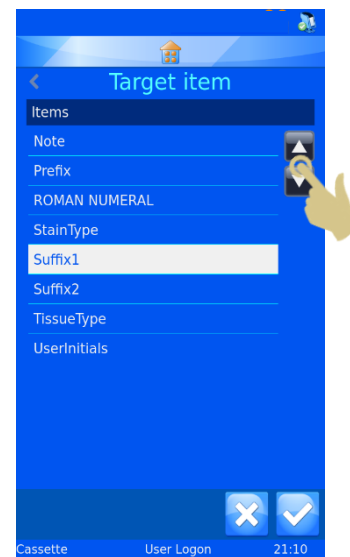 Target item
Items
Note
Prefix
ROMAN NUMERAL
StainType
Suffix1
Suffix2
TissueType
UserInitials
Cassette User Logon 21:10